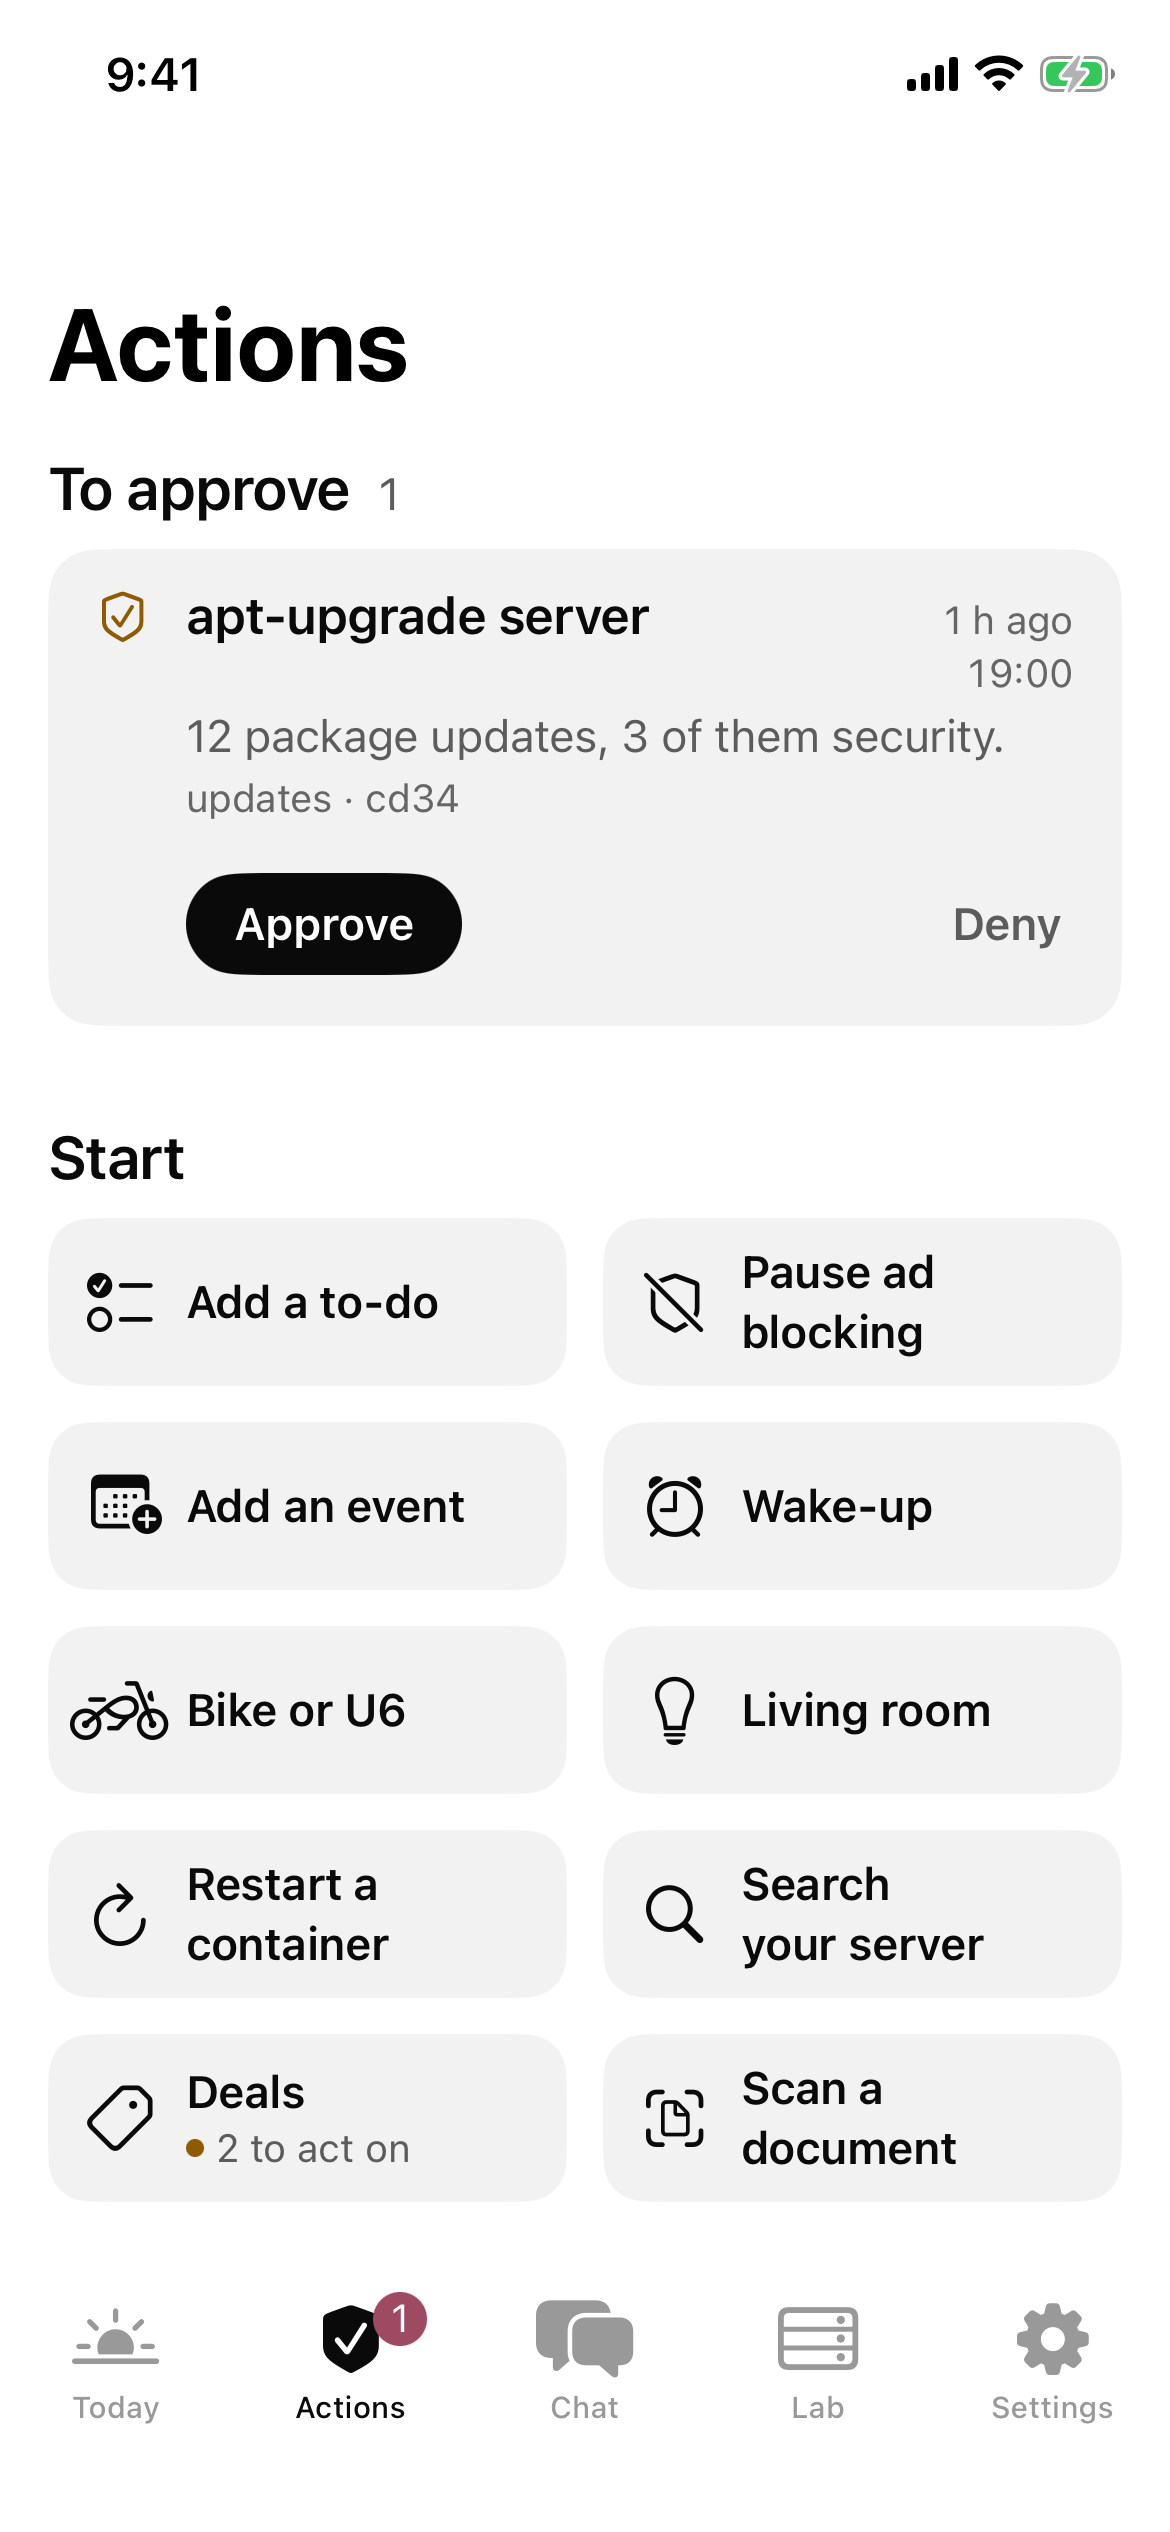 9:41
Actions
To approve 1
apt-upgrade server
1 h ago
19:00
12 package updates, 3 of them security.
updates · cd34
Approve
Deny
Start
Add a to-do
Pause ad
blocking
Add an event
Wake-up
Bike or U6
Living room
Restart a
container
Search
your server
Deals
2 to act on
Scan a
document
1
Today
Actions
Chat
Lab
Settings